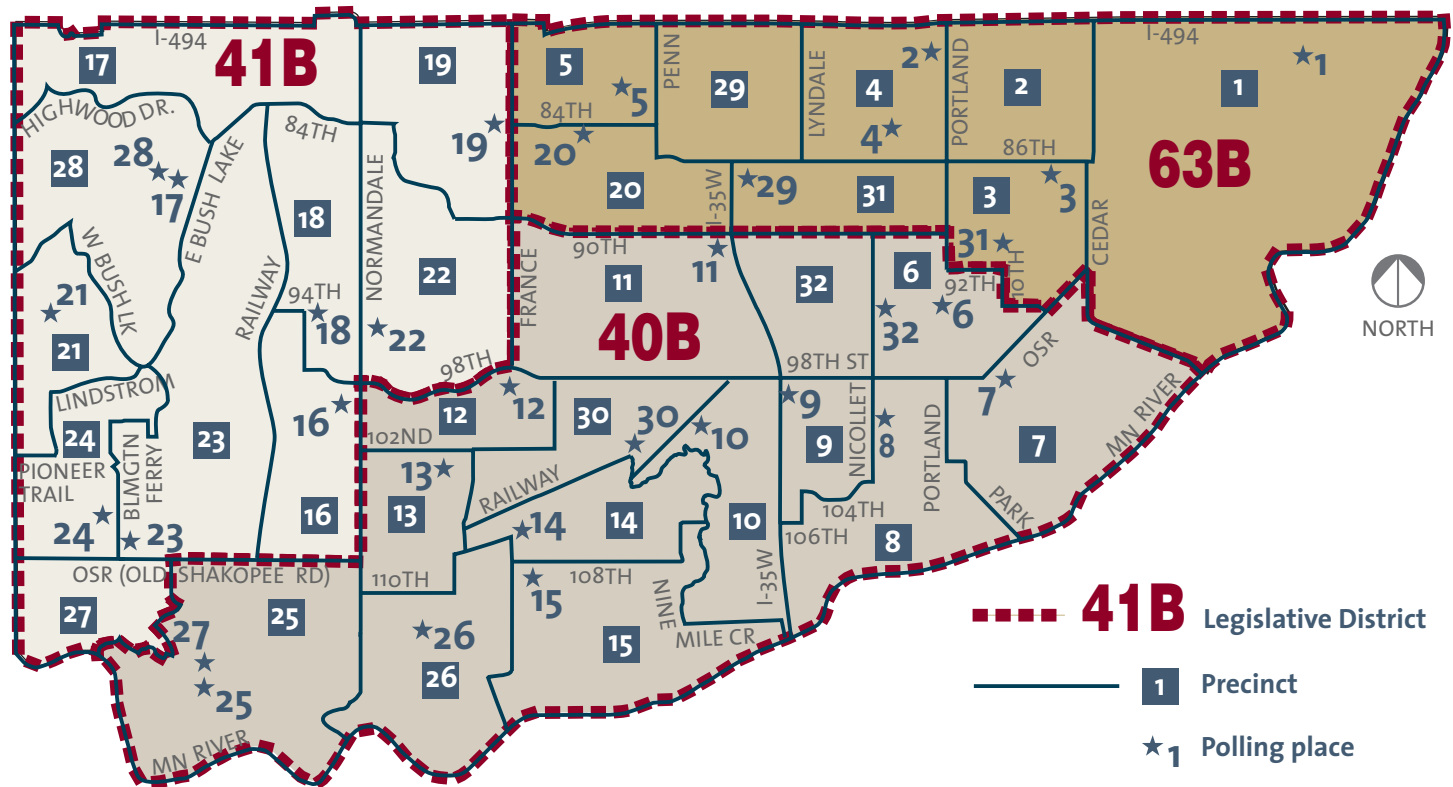 I-494
41B
17
19
5
PENN
29
LYNDALE
2
4
PORTLAND
2
I-494
1
1
HIGHWOOD DR.
84TH
19
84TH
5
4
86TH
63B
28
28
17
E BUSH LAKE
18
NORMANDALE
20
20
I-35W
29
31
3
3
W BUSH LK
RAILWAY
22
FRANCE
90TH
11
11
32
6
31
92TH
10TH
CEDAR
21
21
94TH
18
22
40B
32
6
NORTH
98TH
98TH ST
OSR
LINDSTROM
16
12
12
30
30
10
9
9
NICOLLET
8
7
7
MN RIVER
24
BLMGTN
FERRY
23
102ND
PORTLAND
PIONEER
TRAIL
13
13
RAILWAY
14
14
10
104TH
106TH
PARK
24
23
16
8
OSR (OLD SHAKOPEE RD)
110TH
108TH
15
NINE
MILE CR
I-35W
27
27
25
26
26
15
25
MN RIVER
41B Legislative District
1 Precinct
1 Polling place